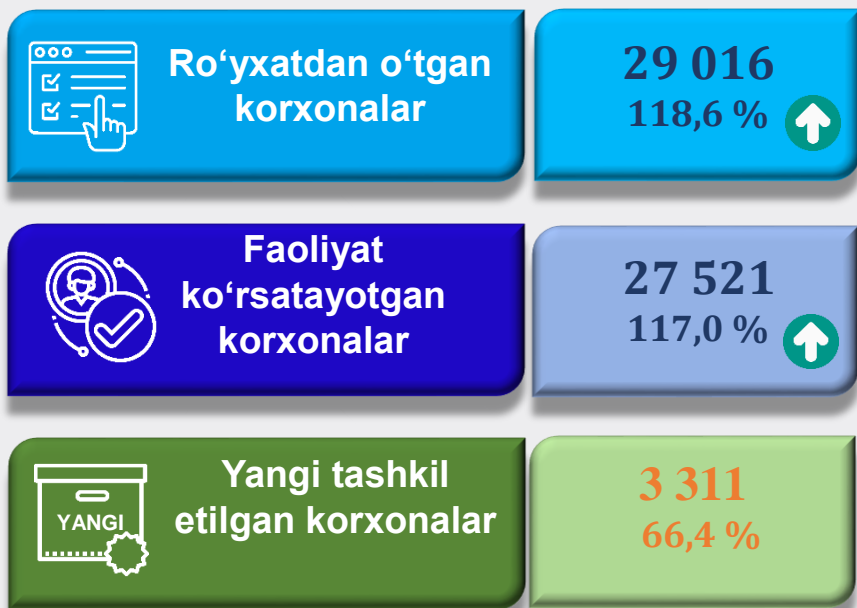 Ro‘yxatdan o‘tgan
korxonalar
29 016
118,6 %
Faoliyat
ko‘rsatayotgan
korxonalar
27 521
117,0 %
YANGI
Yangi tashkil
etilgan korxonalar
3 311
66,4 %